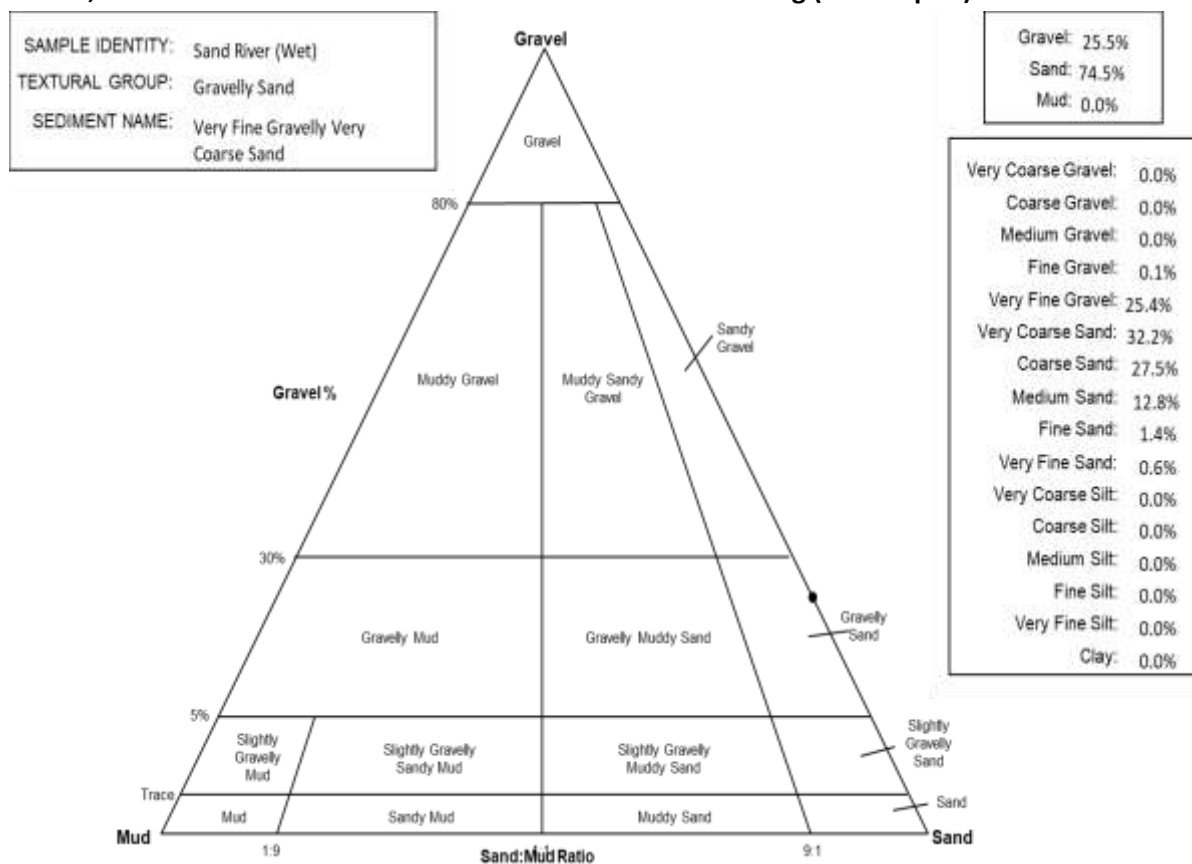 SAMPLE IDENTITY: Sand River (Wet)
TEXTURAL GROUP: Gravelly Sand
SEDIMENT NAME: Very Fine Gravelly Very
Coarse Sand
Gravel: 25.5%
Sand: 74.5%
Mud: 0.0%
Very Coarse Gravel: 0.0%
Coarse Gravel: 0.0%
Medium Gravel: 0.0%
Fine Gravel: 0.1%
Very Fine Gravel: 25.4%
Very Coarse Sand: 32.2%
Coarse Sand: 27.5%
Medium Sand: 12.8%
Fine Sand: 1.4%
Very Fine Sand: 0.6%
Very Coarse Silt: 0.0%
Coarse Silt: 0.0%
Medium Silt: 0.0%
Fine Silt: 0.0%
Very Fine Silt: 0.0%
Clay: 0.0%
Gravel
Gravel
80%
Sandy
Gravel
Gravel %
Muddy Gravel
Muddy Sandy
Gravel
30%
Gravelly Mud
Gravelly Muddy Sand
Gravelly
Sand
5%
Slightly
Gravelly
Mud
Slightly Gravelly
Sandy Mud
Slightly Gravelly
Muddy Sand
Slightly
Gravelly
Sand
Trace
Mud
Sandy Mud
Muddy Sand
Sand
Mud
Sand
1:9
Sand:Mud Ratio
9:1